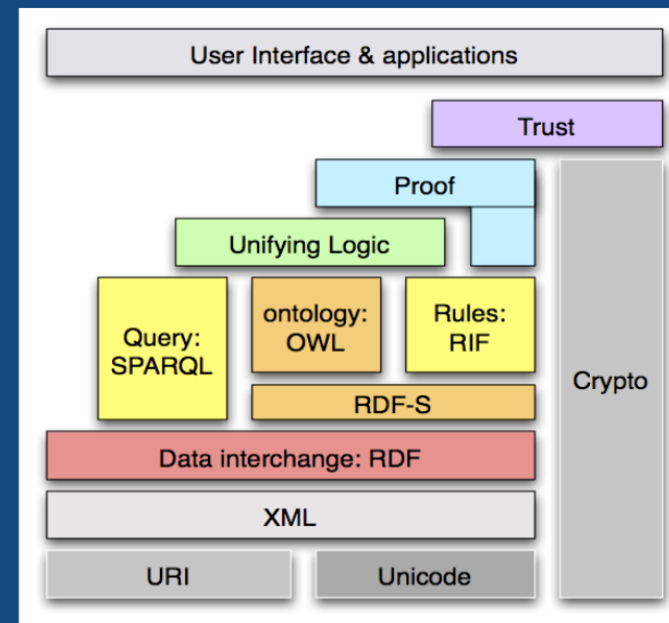 User Interface & applications
Trust
Proof
Unifying Logic
Query:
SPARQL
ontology:
OWL
Rules:
RIF
Crypto
RDF-S
Data interchange: RDF
XML
URI
Unicode